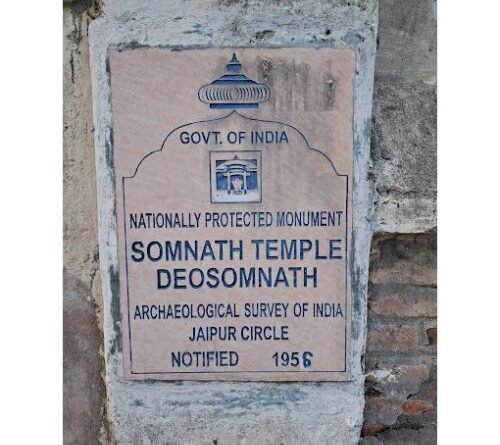 GOVT. OF INDIA
NATIONALLY PROTECTED MONUMENT
SOMNATH TEMPLE
DEOSOMNATH
ARCHAEOLOGICAL SURVEY OF INDIA
JAIPUR CIRCLE
NOTIFIED 1956